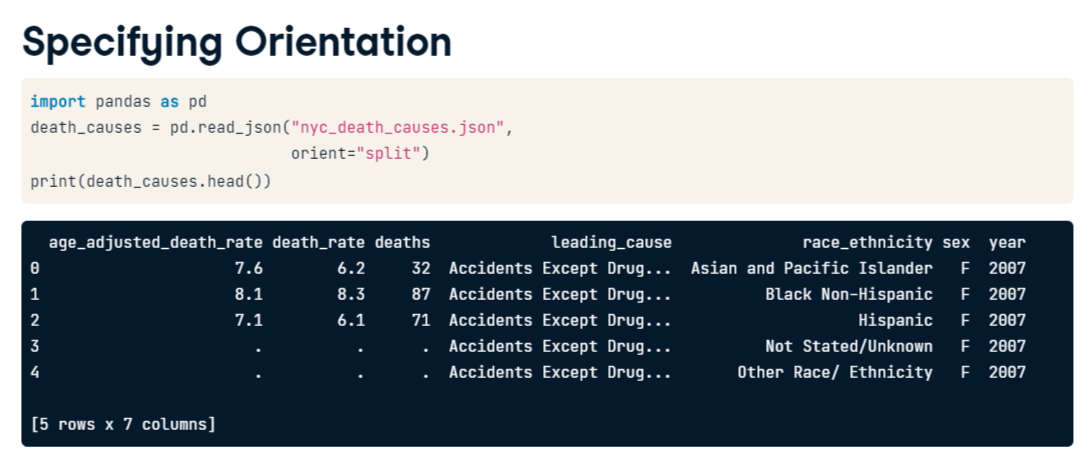 Specifying Orientation
import pandas as pd
death_causes = pd.read_json("nyc_death_causes.json",
                            orient="split")
print(death_causes.head())
  age_adjusted_death_rate death_rate deaths             leading_cause              race_ethnicity sex  year
0                     7.6        6.2     32  Accidents Except Drug...  Asian and Pacific Islander   F  2007
1                     8.1        8.3     87  Accidents Except Drug...          Black Non-Hispanic   F  2007
2                     7.1        6.1     71  Accidents Except Drug...                    Hispanic   F  2007
3                       .          .      .  Accidents Except Drug...          Not Stated/Unknown   F  2007
4                       .          .      .  Accidents Except Drug...       Other Race/ Ethnicity   F  2007
[5 rows x 7 columns]